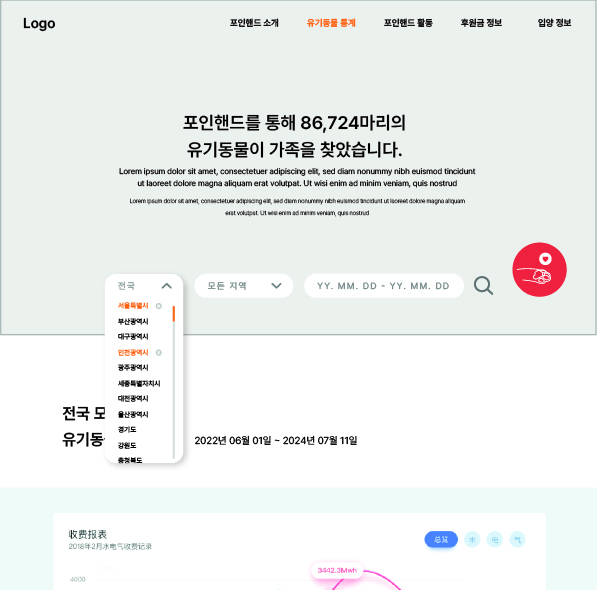 Logo
포인핸드 소개
유기동물 통계
포인핸드 활동
후원금 정보
입양 정보
포인핸드를 통해 86,724마리의
유기동물이 가족을 찾았습니다.
Lorem ipsum dolor sit amet, consectetuer adipiscing elit, sed diam nonummy nibh euismod tincidunt
ut laoreet dolore magna aliquam erat volutpat. Ut wisi enim ad minim veniam, quis nostrud
Lorem ipsum dolor sit amet, consectetuer adipiscing elit, sed diam nonummy nibh euismod tincidunt ut laoreet dolore magna aliquam
erat volutpat. Ut wisi enim ad minim veniam, quis nostrud
전국
모든 지역
YY. MM. DD - YY. MM. DD
서울특별시
부산광역시
대구광역시
인천광역시
광주광역시
세종특별자치시
대전광역시
울산광역시
경기도
강원도
충청북도
전국
유기동
2022년 06월 01일 ~ 2024년 07월 11일
收费报表
2018年2月水电气收费记录
总览
水
电
气
3442.3Mwh
4000